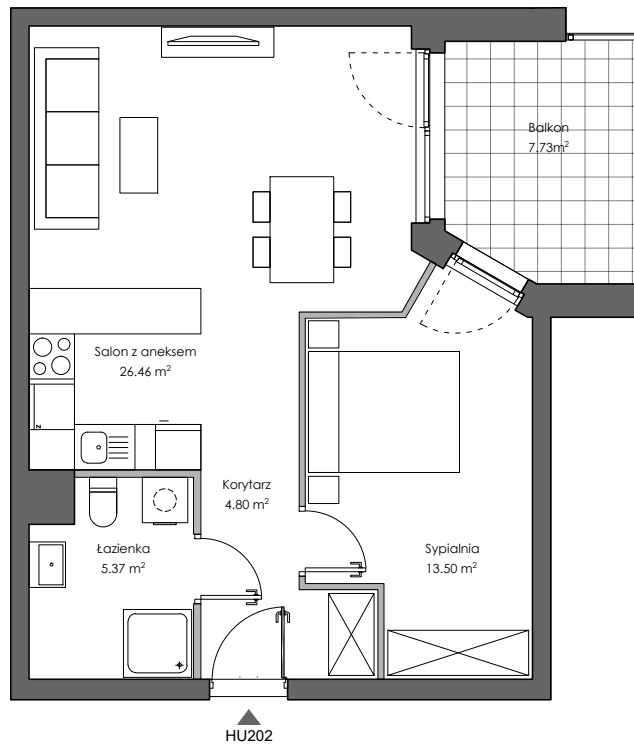 Balkon
7.73m²
Salon z aneksem
26.46 m²
Korytarz
4.80 m²
Łazienka
5.37 m²
Sypialnia
13.50 m²
HU202